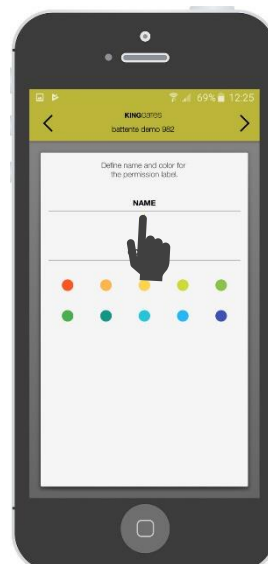 69% 12:25
KINGgates
battente demo 982
Define name and color for
the permission label.
NAME